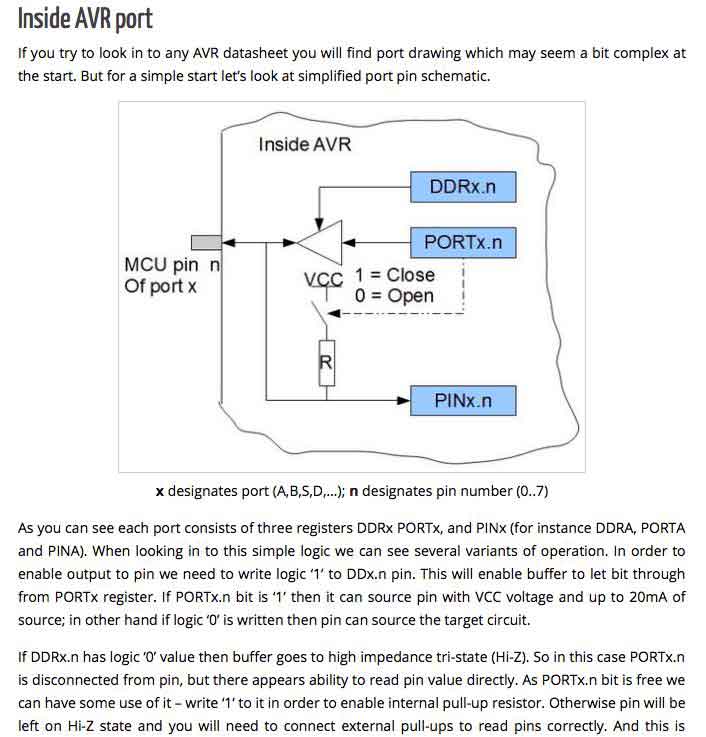 Inside AVR port
If you try to look in to any AVR datasheet you will find port drawing which may seem a bit complex at
the start. But for a simple start let’s look at simplified port pin schematic.
Inside AVR
DDRx.n
PORTx.n
MCU pin n
Of port x
VCC
1 = Close
0 = Open
R
PINx.n
x designates port (A,B,S,D,...); n designates pin number (0..7)
As you can see each port consists of three registers DDRx PORTx, and PINx (for instance DDRA, PORTA
and PINA). When looking in to this simple logic we can see several variants of operation. In order to
enable output to pin we need to write logic ‘1’ to DDx.n pin. This will enable buffer to let bit through
from PORTx register. If PORTx.n bit is ‘1’ then it can source pin with VCC voltage and up to 20mA of
source; in other hand if logic ‘0’ is written then pin can source the target circuit.
If DDRx.n has logic ‘0’ value then buffer goes to high impedance tri-state (Hi-Z). So in this case PORTx.n
is disconnected from pin, but there appears ability to read pin value directly. As PORTx.n bit is free we
can have some use of it – write ‘1’ to it in order to enable internal pull-up resistor. Otherwise pin will be
left on Hi-Z state and you will need to connect external pull-ups to read pins correctly. And this is